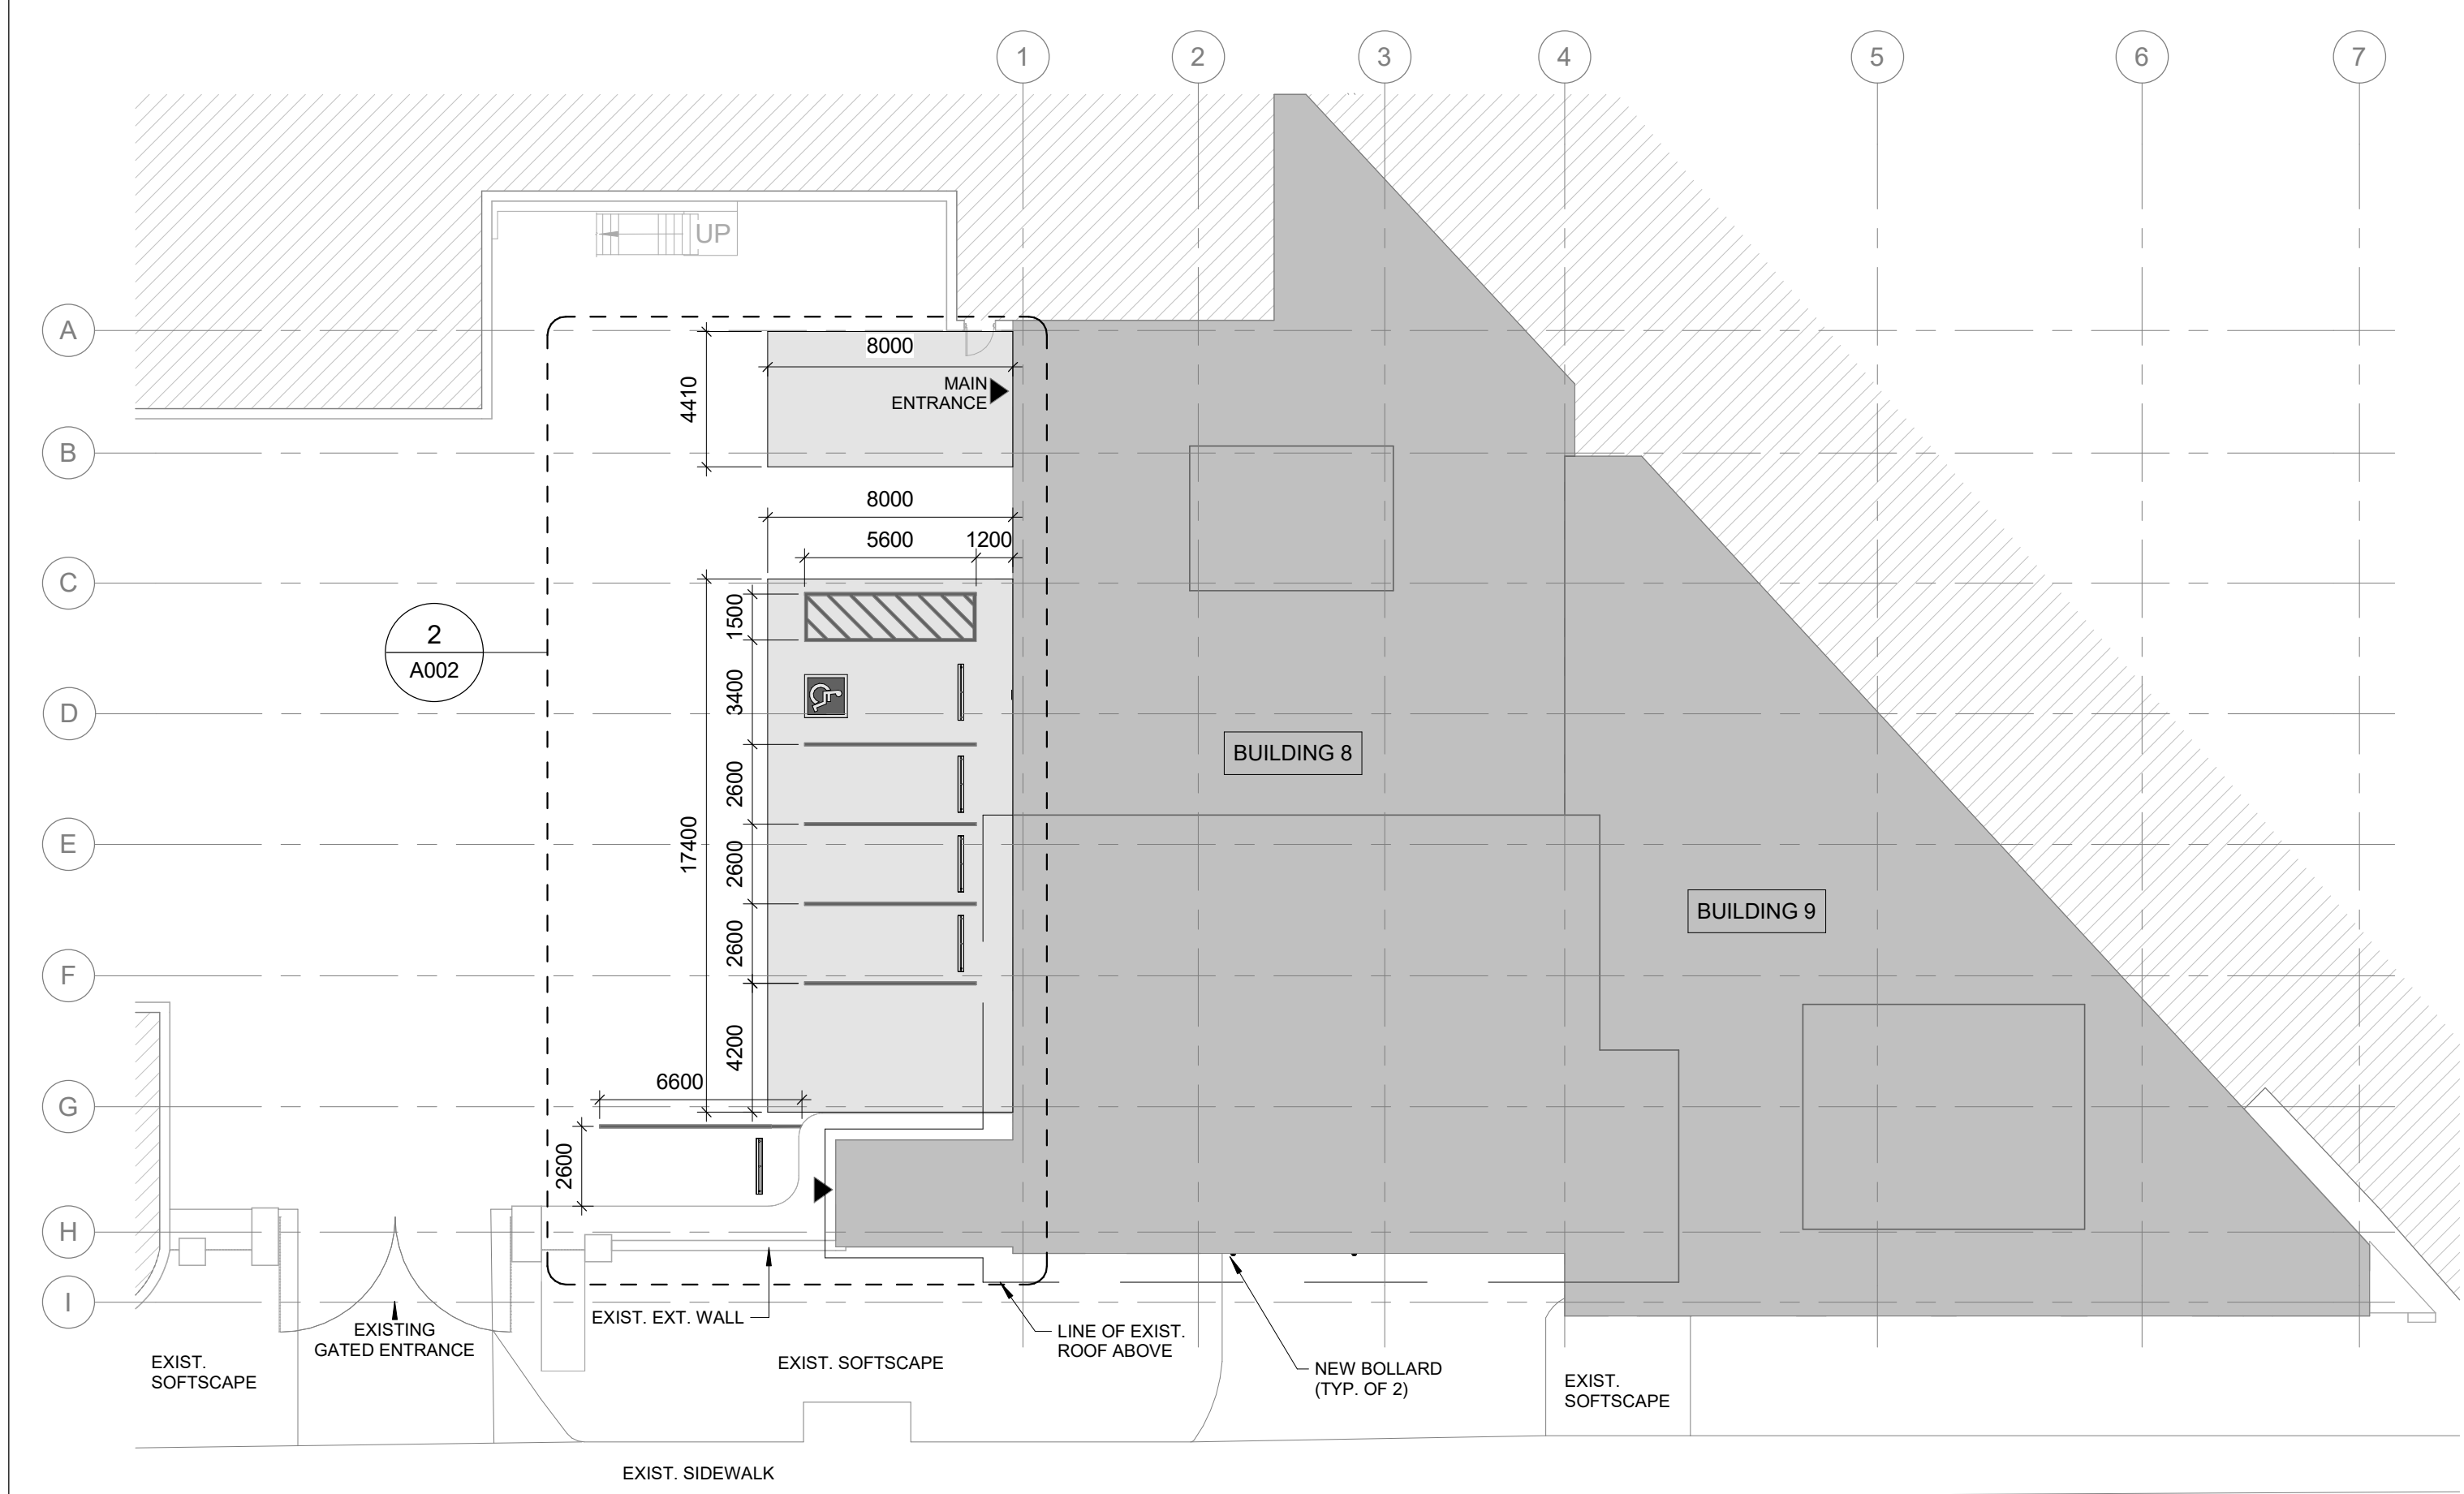 1
2
3
4
5
6
7
UP
A
8000
MAIN
ENTRANCE
4410
B
8000
5600
1200
C
1500
2
A002
3400
D
BUILDING 8
2600
17400
E
2600
BUILDING 9
2600
F
4200
6600
G
2600
H
I
EXIST. EXT. WALL
EXISTING
GATED ENTRANCE
LINE OF EXIST.
ROOF ABOVE
EXIST.
SOFTSCAPE
EXIST. SOFTSCAPE
NEW BOLLARD
(TYP. OF 2)
EXIST.
SOFTSCAPE
EXIST. SIDEWALK